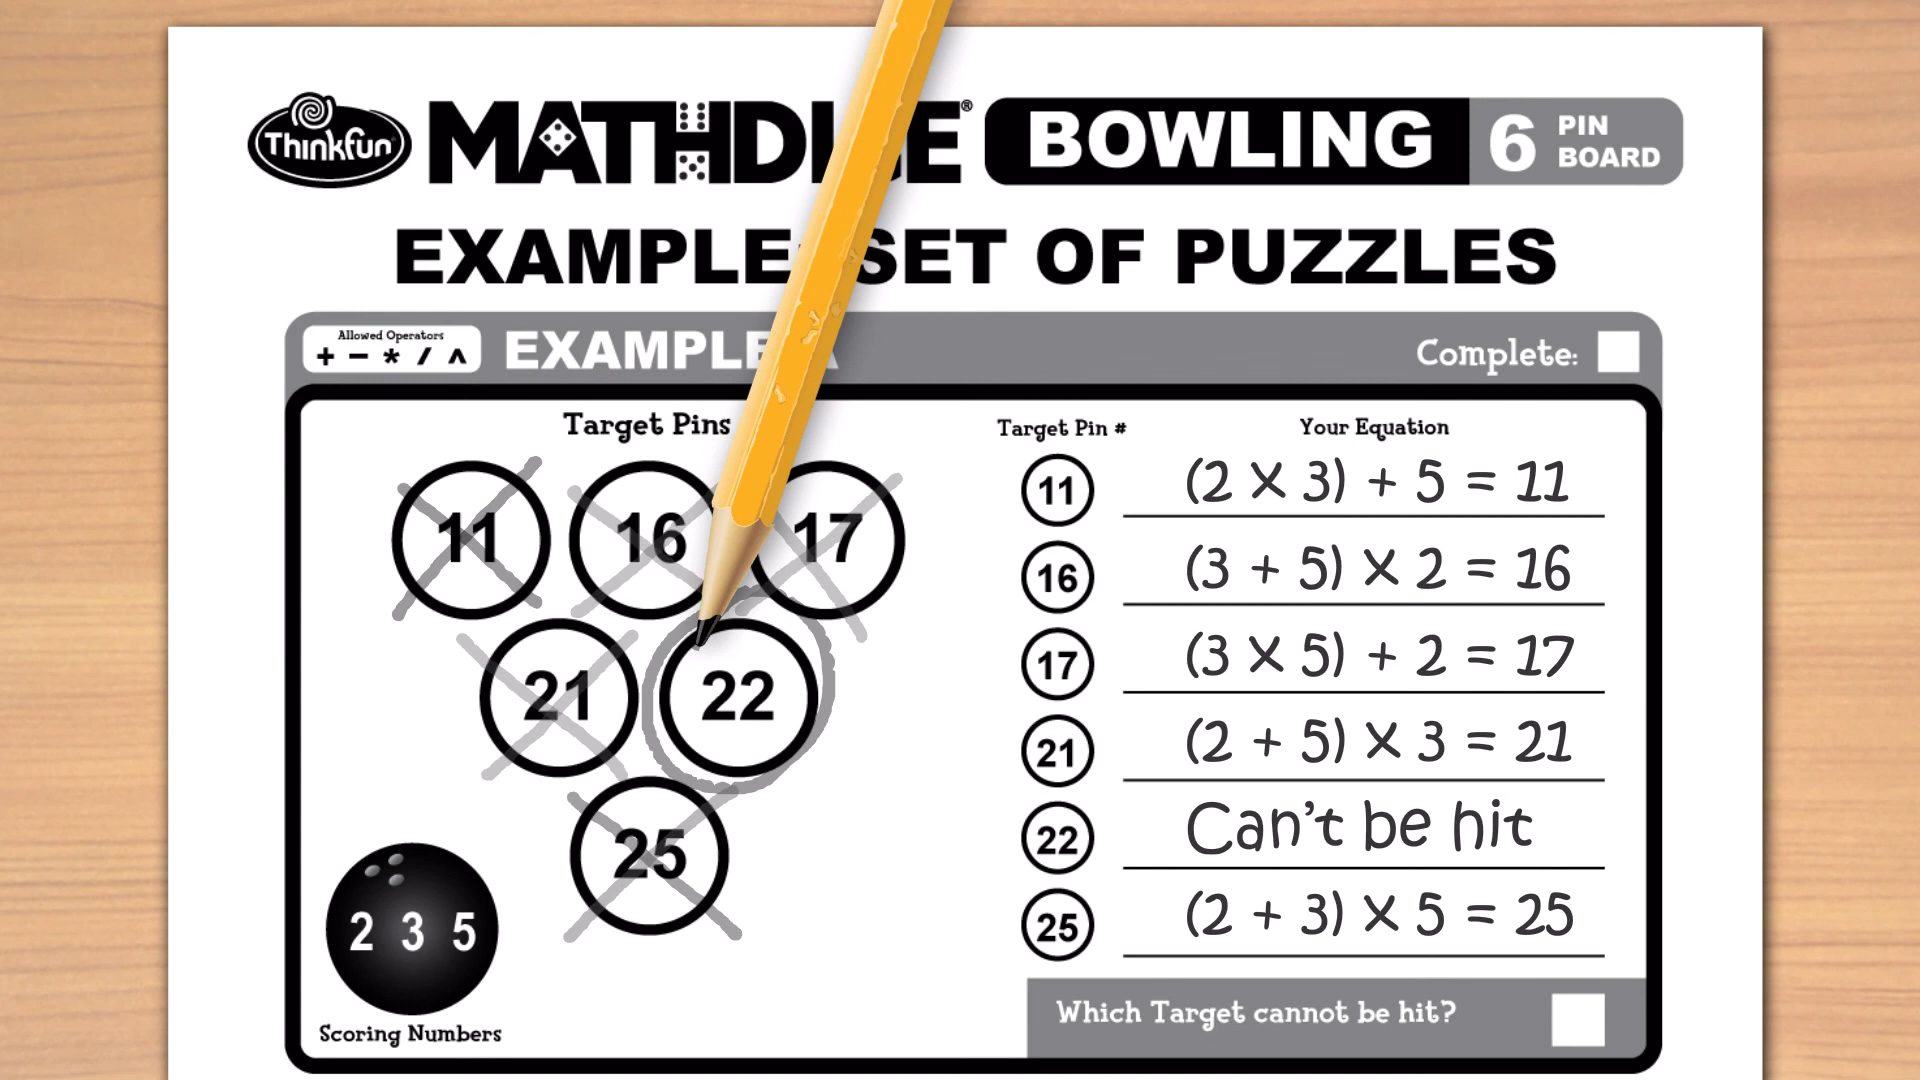 Thinkfun
MATHDICE® BOWLING 6 PIN BOARD
EXAMPLE SET OF PUZZLES
Allowed Operators
+ − * / ^
EXAMPLE A
Complete:
Target Pins
11 16 17
21 22
25
2 3 5
Scoring Numbers
Target Pin # Your Equation
11 (2 X 3) + 5 = 11
16 (3 + 5) X 2 = 16
17 (3 X 5) + 2 = 17
21 (2 + 5) X 3 = 21
22 Can't be hit
25 (2 + 3) X 5 = 25
Which Target cannot be hit?